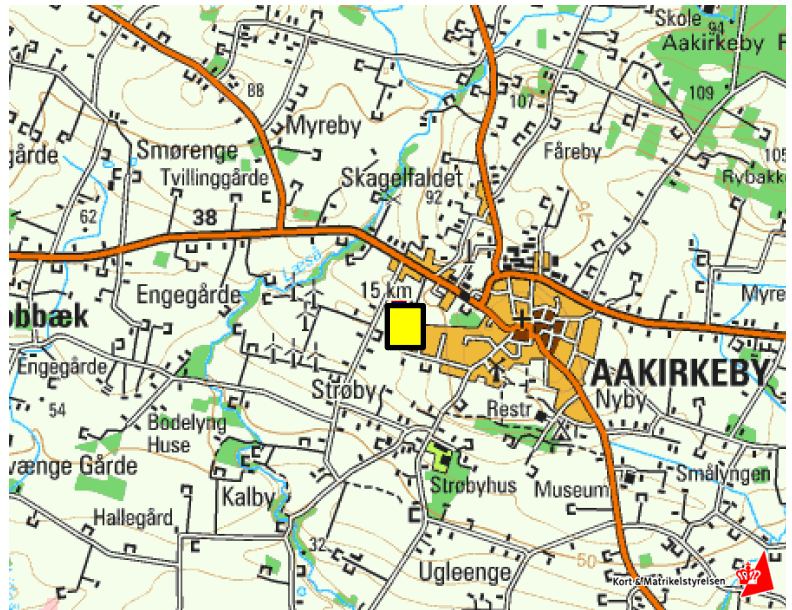 Skole
94
Aakirkeby P
109
107
88
Myreby
gårde
Smørenge
Tvillinggårde
Fåreby
105
Rybakke
Skagelfaldet
92
94
62
38
Læså
15 km
Engegårde
Myre
obbæk
Engegårde
AAKIRKEBY
Strøby
Nyby
54
Restr
Bodelyng
Huse
vænge Gårde
Smålyngen
Strøbyhus
Museum
Kalby
Hallegård
32
50
Ugleenge
Kort & Matrikelstyrelsen